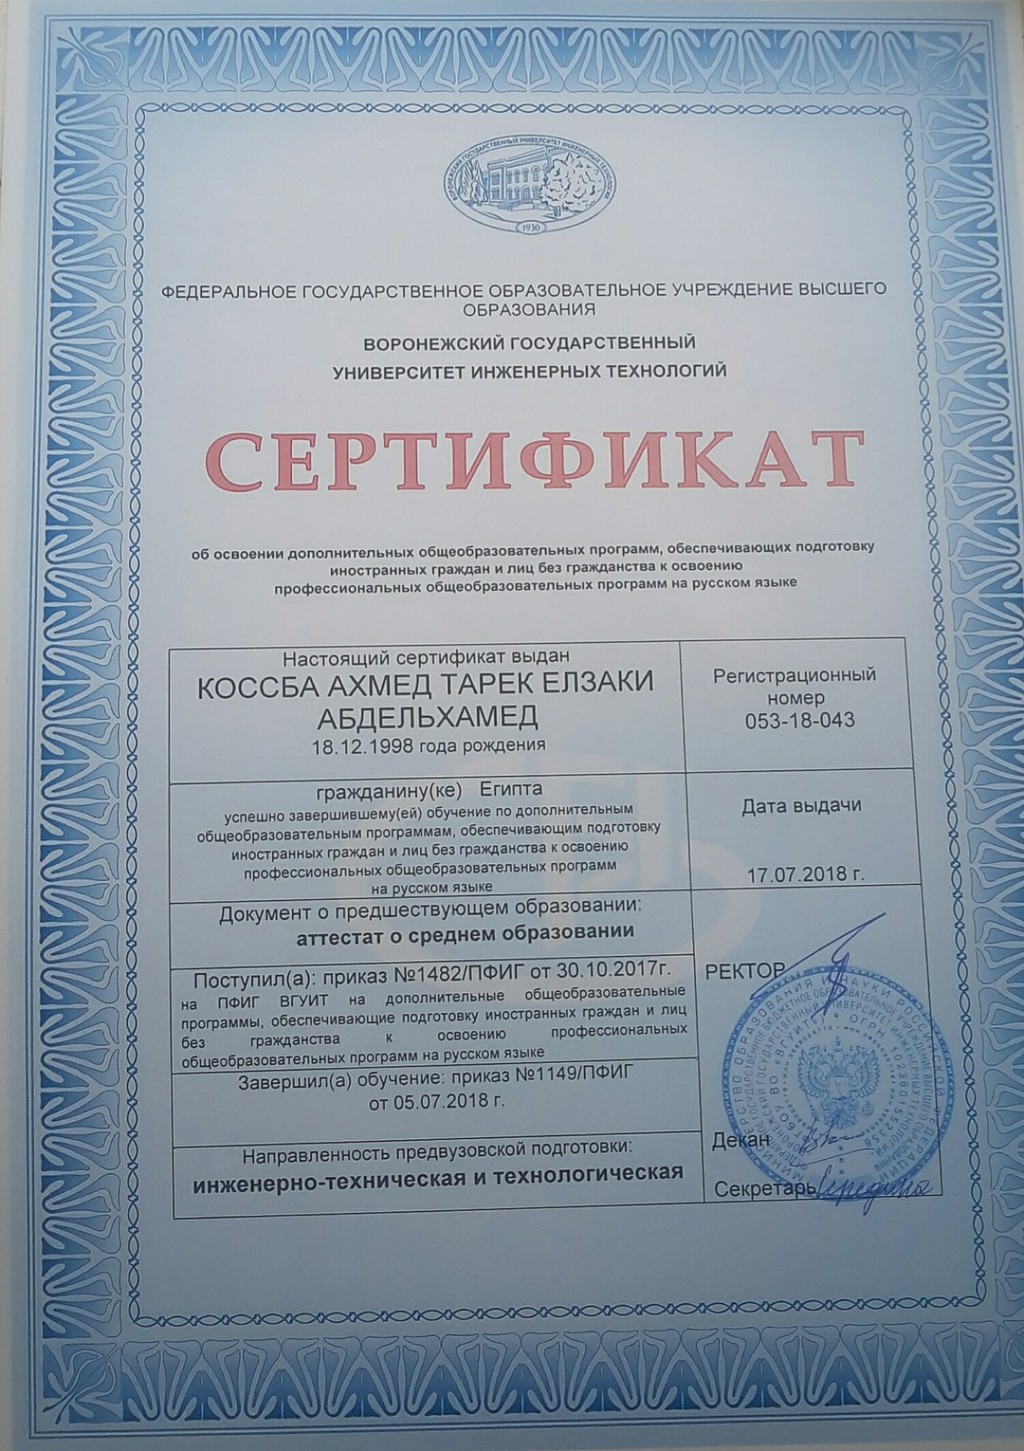 ВОРОНЕЖСКИЙ ГОСУДАРСТВЕННЫЙ УНИВЕРСИТЕТ ИНЖЕНЕРНЫХ ТЕХНОЛОГИЙ
1930
ФЕДЕРАЛЬНОЕ ГОСУДАРСТВЕННОЕ ОБРАЗОВАТЕЛЬНОЕ УЧРЕЖДЕНИЕ ВЫСШЕГО
ОБРАЗОВАНИЯ
ВОРОНЕЖСКИЙ ГОСУДАРСТВЕННЫЙ
УНИВЕРСИТЕТ ИНЖЕНЕРНЫХ ТЕХНОЛОГИЙ
СЕРТИФИКАТ
об освоении дополнительных общеобразовательных программ, обеспечивающих подготовку
иностранных граждан и лиц без гражданства к освоению
профессиональных общеобразовательных программ на русском языке
Настоящий сертификат выдан
КОССБА АХМЕД ТАРЕК ЕЛЗАКИ
АБДЕЛЬХАМЕД
18.12.1998 года рождения
Регистрационный
номер
053-18-043
гражданину(ке) Египта
успешно завершившему(ей) обучение по дополнительным
общеобразовательным программам, обеспечивающим подготовку
иностранных граждан и лиц без гражданства к освоению
профессиональных общеобразовательных программ
на русском языке
Дата выдачи
17.07.2018 г.
Документ о предшествующем образовании:
аттестат о среднем образовании
Поступил(а): приказ №1482/ПФИГ от 30.10.2017г.
на ПФИГ ВГУИТ на дополнительные общеобразовательные
программы, обеспечивающие подготовку иностранных граждан и лиц
без гражданства к освоению профессиональных
общеобразовательных программ на русском языке
Завершил(а) обучение: приказ №1149/ПФИГ
от 05.07.2018 г.
Направленность предвузовской подготовки:
инженерно-техническая и технологическая
РЕКТОР
Декан
Секретарь